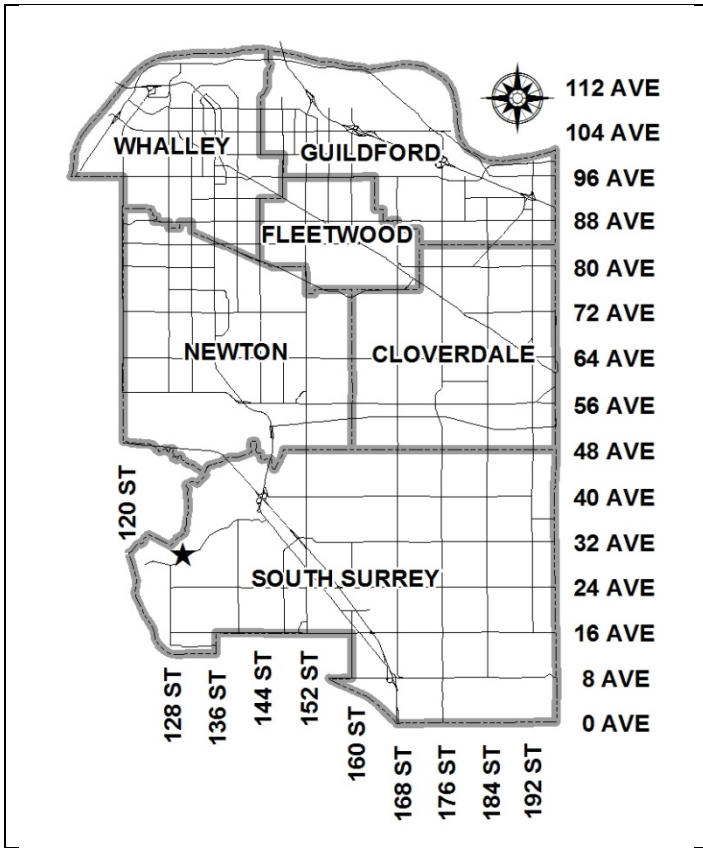 112 AVE
104 AVE
WHALLEY
GUILDFORD
96 AVE
88 AVE
FLEETWOOD
80 AVE
72 AVE
NEWTON
CLOVERDALE
64 AVE
56 AVE
48 AVE
120 ST
40 AVE
32 AVE
SOUTH SURREY
24 AVE
16 AVE
128 ST
136 ST
144 ST
152 ST
160 ST
8 AVE
0 AVE
168 ST
176 ST
184 ST
192 ST